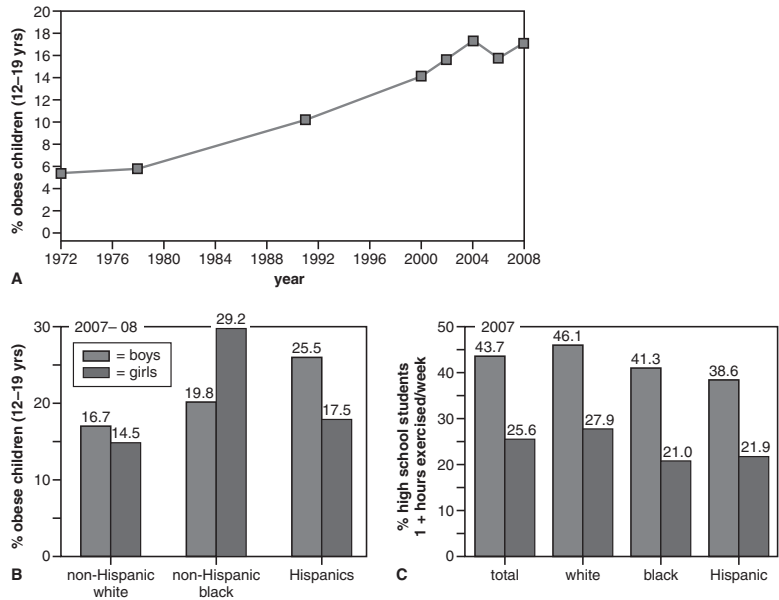 % obese children (12–19 yrs)
20
18
16
14
12
10
8
6
4
2
0
1972 1976 1980 1984 1988 1992 1996 2000 2004 2008
A
year
% obese children (12–19 yrs)
30
20
10
0
2007– 08
= boys
= girls
16.7
14.5
19.8
29.2
25.5
17.5
B
non-Hispanic
white
non-Hispanic
black
Hispanics
% high school students
1 + hours exercised/week
50
40
30
20
10
0
2007
43.7
25.6
46.1
27.9
41.3
21.0
38.6
21.9
C
total
white
black
Hispanic